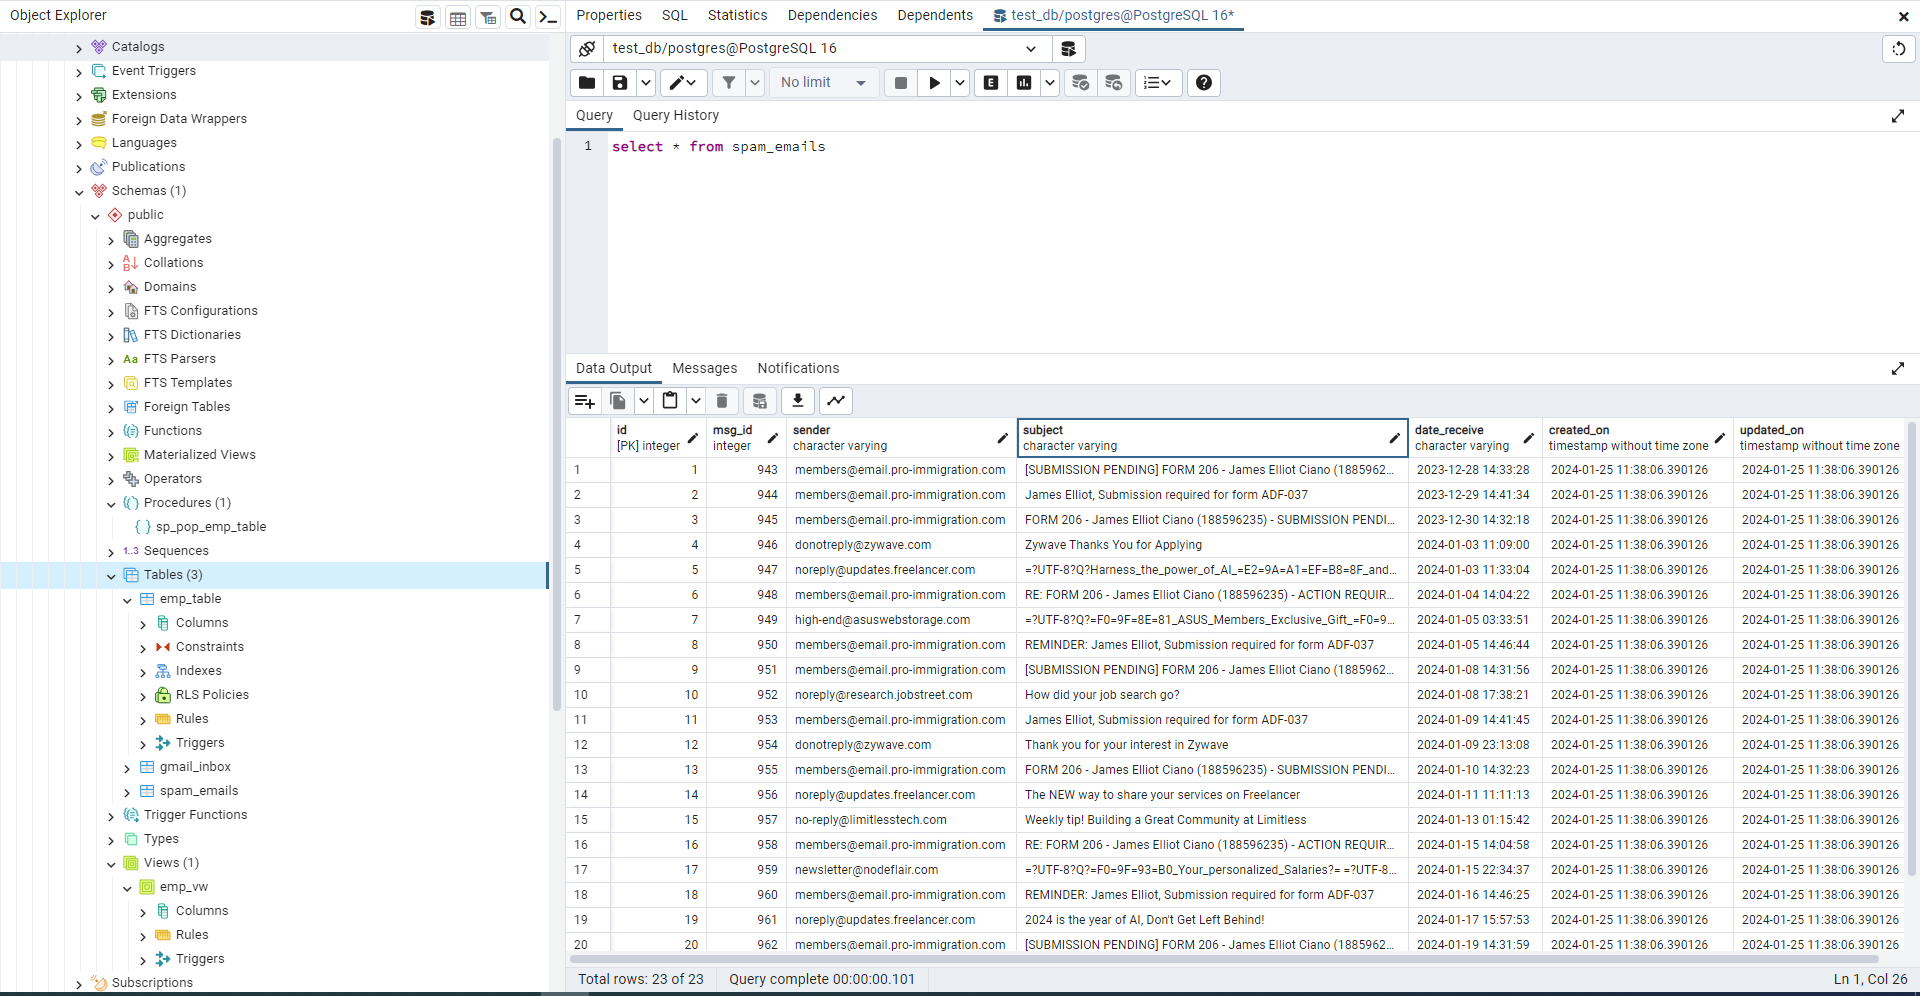 Object Explorer
Properties SQL Statistics Dependencies Dependents test_db/postgres@PostgreSQL 16*
Catalogs
Event Triggers
Extensions
Foreign Data Wrappers
Languages
Publications
Schemas (1)
public
Aggregates
Collations
Domains
FTS Configurations
FTS Dictionaries
Aa FTS Parsers
FTS Templates
Foreign Tables
Functions
Materialized Views
Operators
Procedures (1)
sp_pop_emp_table
1..3 Sequences
Tables (3)
emp_table
Columns
Constraints
Indexes
RLS Policies
Rules
Triggers
gmail_inbox
spam_emails
Trigger Functions
Types
Views (1)
emp_vw
Columns
Rules
Triggers
Subscriptions
test_db/postgres@PostgreSQL 16
No limit
E
Query Query History
1 select * from spam_emails
Data Output Messages Notifications
id msg_id sender subject date_receive created_on updated_on
[PK] integer integer character varying character varying character varying timestamp without time zone timestamp without time zone
1 1 943 members@email.pro-immigration.com [SUBMISSION PENDING] FORM 206 - James Elliot Ciano (1885962... 2023-12-28 14:33:28 2024-01-25 11:38:06.390126 2024-01-25 11:38:06.390126
2 2 944 members@email.pro-immigration.com James Elliot, Submission required for form ADF-037 2023-12-29 14:41:34 2024-01-25 11:38:06.390126 2024-01-25 11:38:06.390126
3 3 945 members@email.pro-immigration.com FORM 206 - James Elliot Ciano (188596235) - SUBMISSION PENDI... 2023-12-30 14:32:18 2024-01-25 11:38:06.390126 2024-01-25 11:38:06.390126
4 4 946 donotreply@zywave.com Zywave Thanks You for Applying 2024-01-03 11:09:00 2024-01-25 11:38:06.390126 2024-01-25 11:38:06.390126
5 5 947 noreply@updates.freelancer.com =?UTF-8?Q?Harness_the_power_of_AI_=E2=9A=A1=EF=B8=8F_and... 2024-01-03 11:33:04 2024-01-25 11:38:06.390126 2024-01-25 11:38:06.390126
6 6 948 members@email.pro-immigration.com RE: FORM 206 - James Elliot Ciano (188596235) - ACTION REQUIR... 2024-01-04 14:04:22 2024-01-25 11:38:06.390126 2024-01-25 11:38:06.390126
7 7 949 high-end@asuswebstorage.com =?UTF-8?Q?=F0=9F=8E=81_ASUS_Members_Exclusive_Gift_=F0=9... 2024-01-05 03:33:51 2024-01-25 11:38:06.390126 2024-01-25 11:38:06.390126
8 8 950 members@email.pro-immigration.com REMINDER: James Elliot, Submission required for form ADF-037 2024-01-05 14:46:44 2024-01-25 11:38:06.390126 2024-01-25 11:38:06.390126
9 9 951 members@email.pro-immigration.com [SUBMISSION PENDING] FORM 206 - James Elliot Ciano (1885962... 2024-01-08 14:31:56 2024-01-25 11:38:06.390126 2024-01-25 11:38:06.390126
10 10 952 noreply@research.jobstreet.com How did your job search go? 2024-01-08 17:38:21 2024-01-25 11:38:06.390126 2024-01-25 11:38:06.390126
11 11 953 members@email.pro-immigration.com James Elliot, Submission required for form ADF-037 2024-01-09 14:41:45 2024-01-25 11:38:06.390126 2024-01-25 11:38:06.390126
12 12 954 donotreply@zywave.com Thank you for your interest in Zywave 2024-01-09 23:13:08 2024-01-25 11:38:06.390126 2024-01-25 11:38:06.390126
13 13 955 members@email.pro-immigration.com FORM 206 - James Elliot Ciano (188596235) - SUBMISSION PENDI... 2024-01-10 14:32:23 2024-01-25 11:38:06.390126 2024-01-25 11:38:06.390126
14 14 956 noreply@updates.freelancer.com The NEW way to share your services on Freelancer 2024-01-11 11:11:13 2024-01-25 11:38:06.390126 2024-01-25 11:38:06.390126
15 15 957 no-reply@limitlesstech.com Weekly tip! Building a Great Community at Limitless 2024-01-13 01:15:42 2024-01-25 11:38:06.390126 2024-01-25 11:38:06.390126
16 16 958 members@email.pro-immigration.com RE: FORM 206 - James Elliot Ciano (188596235) - ACTION REQUIR... 2024-01-15 14:04:58 2024-01-25 11:38:06.390126 2024-01-25 11:38:06.390126
17 17 959 newsletter@nodeflair.com =?UTF-8?Q?=F0=9F=93=B0_Your_personalized_Salaries?= =?UTF-8... 2024-01-15 22:34:37 2024-01-25 11:38:06.390126 2024-01-25 11:38:06.390126
18 18 960 members@email.pro-immigration.com REMINDER: James Elliot, Submission required for form ADF-037 2024-01-16 14:46:25 2024-01-25 11:38:06.390126 2024-01-25 11:38:06.390126
19 19 961 noreply@updates.freelancer.com 2024 is the year of AI, Don't Get Left Behind! 2024-01-17 15:57:53 2024-01-25 11:38:06.390126 2024-01-25 11:38:06.390126
20 20 962 members@email.pro-immigration.com [SUBMISSION PENDING] FORM 206 - James Elliot Ciano (1885962... 2024-01-19 14:31:59 2024-01-25 11:38:06.390126 2024-01-25 11:38:06.390126
Total rows: 23 of 23 Query complete 00:00:00.101 Ln 1, Col 26